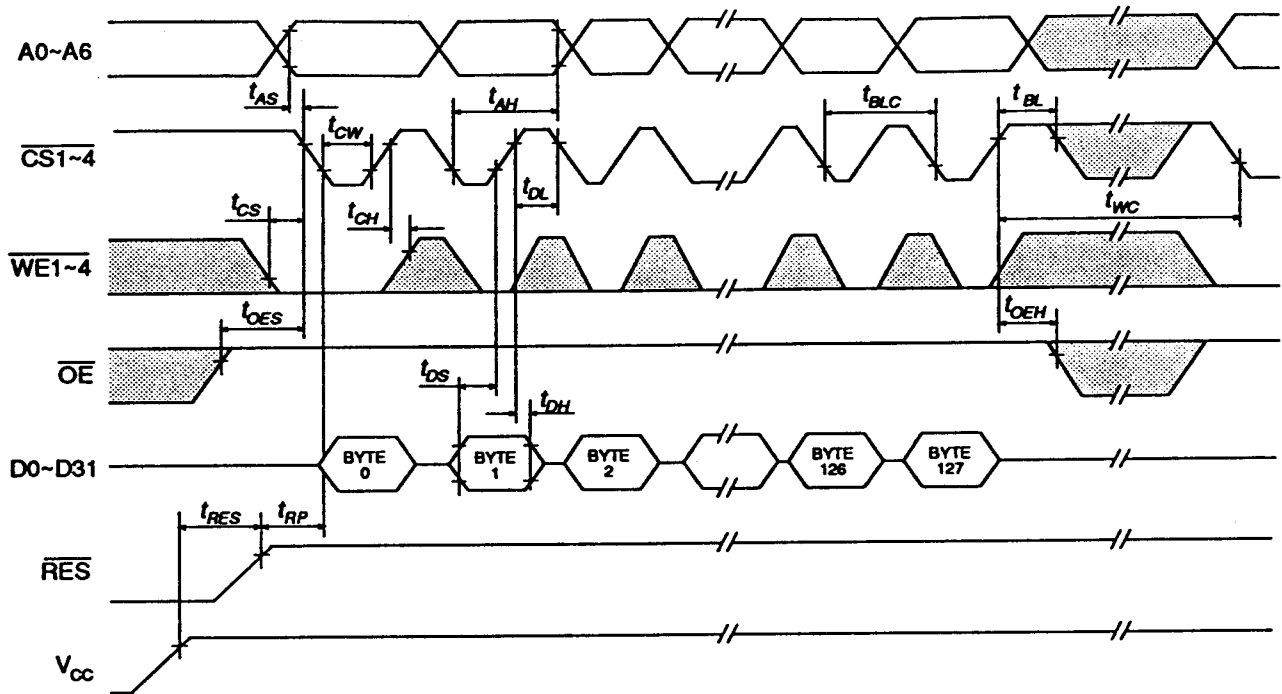 A0~A6
tAS
tAH
tBLC
tBL
tCW
CS1~4
tDL
tCS
tCH
tWC
WE1~4
tOES
tOEH
OE
tDS
tDH
D0~D31
BYTE 0
BYTE 1
BYTE 2
BYTE 126
BYTE 127
tRES
tRP
RES
VCC